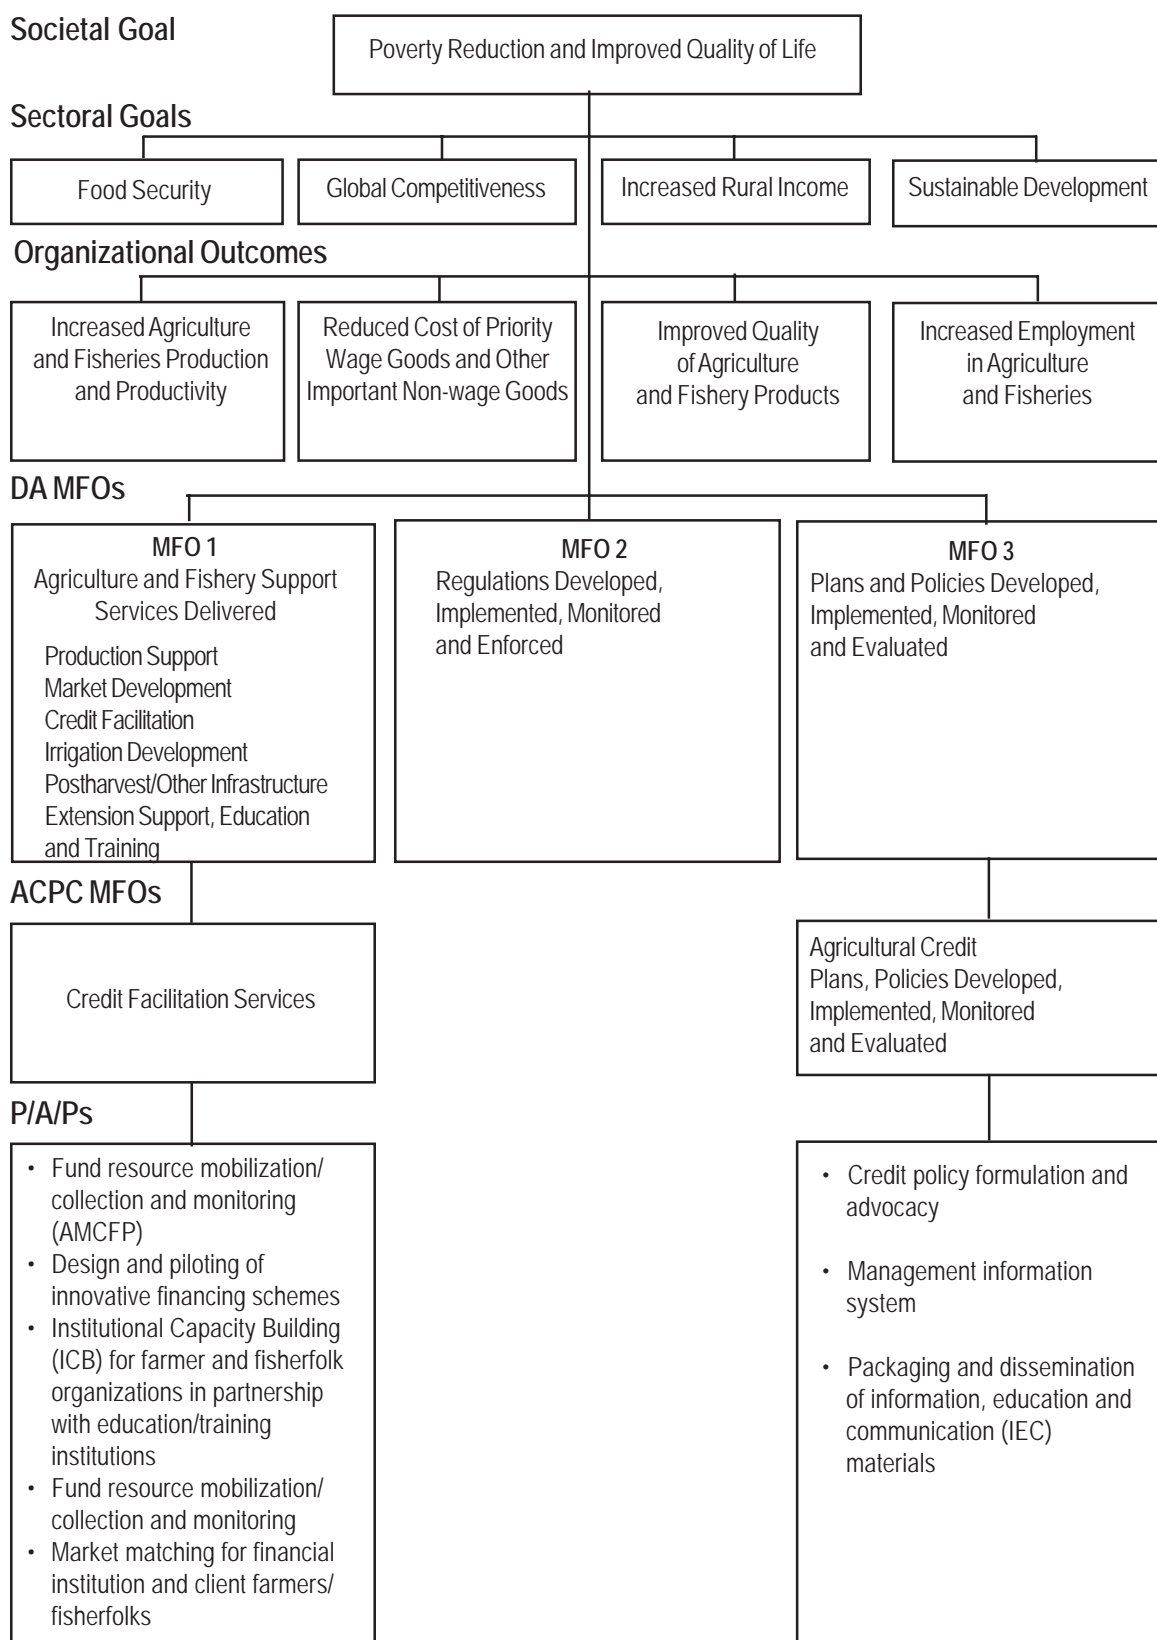 Societal Goal
Poverty Reduction and Improved Quality of Life
Sectoral Goals
Food Security
Global Competitiveness
Increased Rural Income
Sustainable Development
Organizational Outcomes
Increased Agriculture
and Fisheries Production
and Productivity
Reduced Cost of Priority
Wage Goods and Other
Important Non-wage Goods
Improved Quality
of Agriculture
and Fishery Products
Increased Employment
in Agriculture
and Fisheries
DA MFOs
MFO 1
Agriculture and Fishery Support
Services Delivered
Production Support
Market Development
Credit Facilitation
Irrigation Development
Postharvest/Other Infrastructure
Extension Support, Education
and Training
MFO 2
Regulations Developed,
Implemented, Monitored
and Enforced
MFO 3
Plans and Policies Developed,
Implemented, Monitored
and Evaluated
ACPC MFOs
Credit Facilitation Services
Agricultural Credit
Plans, Policies Developed,
Implemented, Monitored
and Evaluated
P/A/Ps
• Fund resource mobilization/
collection and monitoring
(AMCFP)
• Design and piloting of
innovative financing schemes
• Institutional Capacity Building
(ICB) for farmer and fisherfolk
organizations in partnership
with education/training
institutions
• Fund resource mobilization/
collection and monitoring
• Market matching for financial
institution and client farmers/
fisherfolks
• Credit policy formulation and
advocacy
• Management information
system
• Packaging and dissemination
of information, education and
communication (IEC)
materials